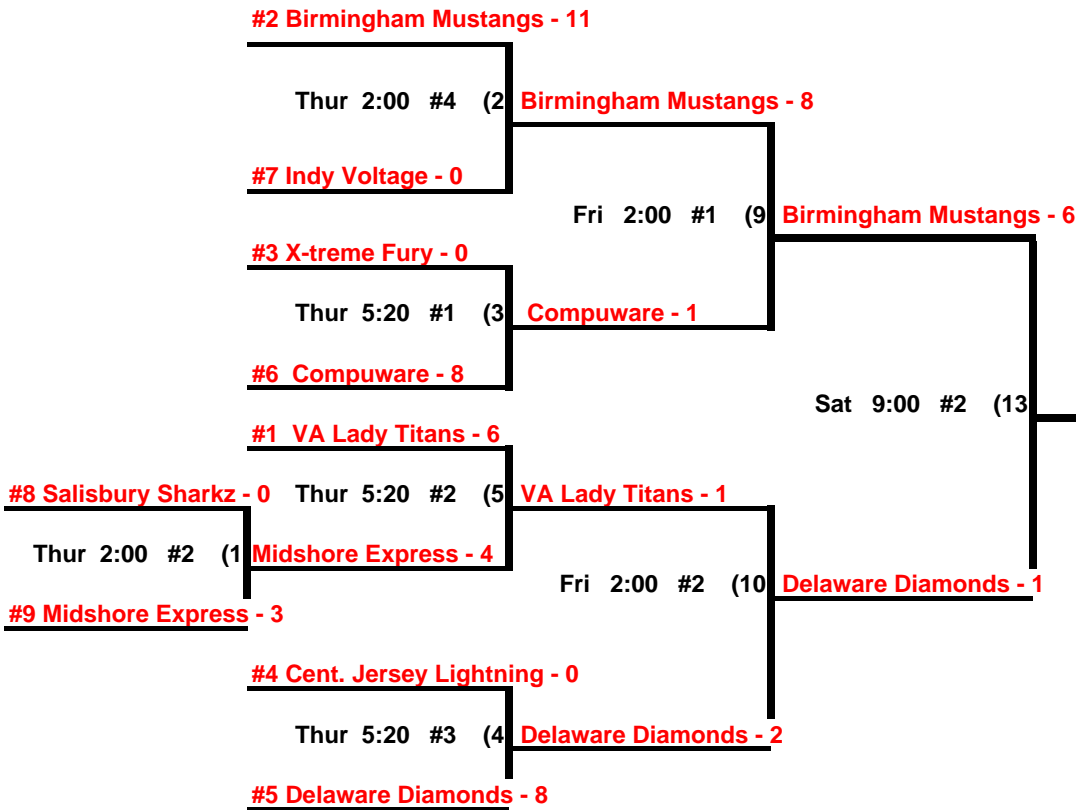 #2 Birmingham Mustangs - 11
Thur 2:00 #4 (2 Birmingham Mustangs - 8
#7 Indy Voltage - 0
Fri 2:00 #1 (9 Birmingham Mustangs - 6
#3 X-treme Fury - 0
Thur 5:20 #1 (3 Compuware - 1
#6 Compuware - 8
Sat 9:00 #2 (13
#1 VA Lady Titans - 6
#8 Salisbury Sharkz - 0 Thur 5:20 #2 (5 VA Lady Titans - 1
Thur 2:00 #2 (1 Midshore Express - 4
Fri 2:00 #2 (10 Delaware Diamonds - 1
#9 Midshore Express - 3
#4 Cent. Jersey Lightning - 0
Thur 5:20 #3 (4 Delaware Diamonds - 2
#5 Delaware Diamonds - 8